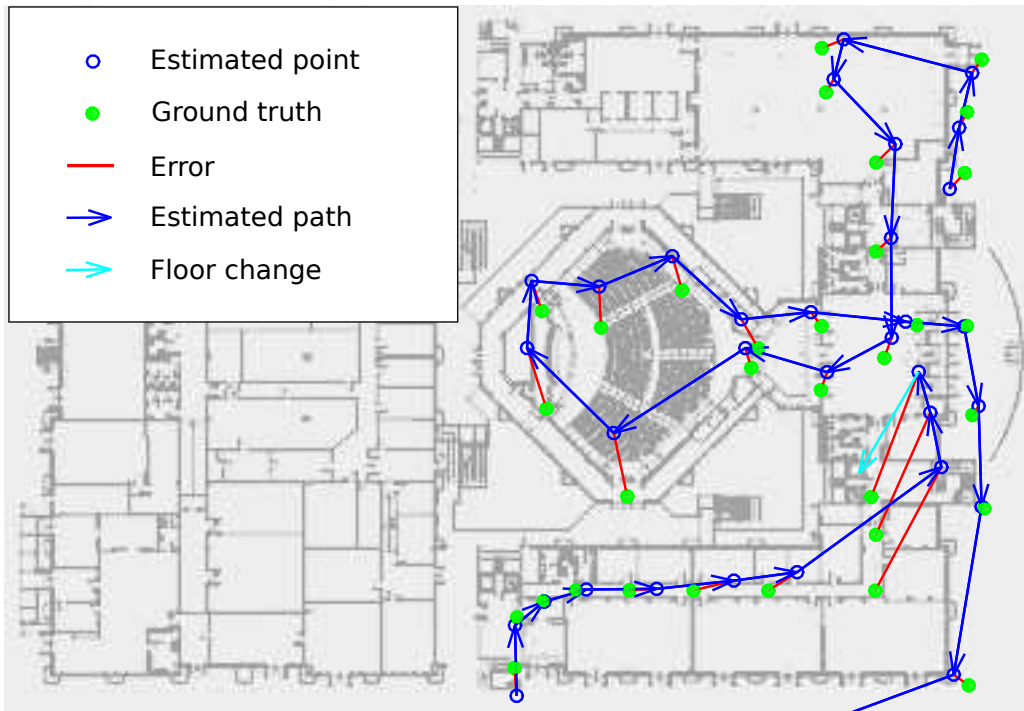 Estimated point
Ground truth
Error
Estimated path
Floor change